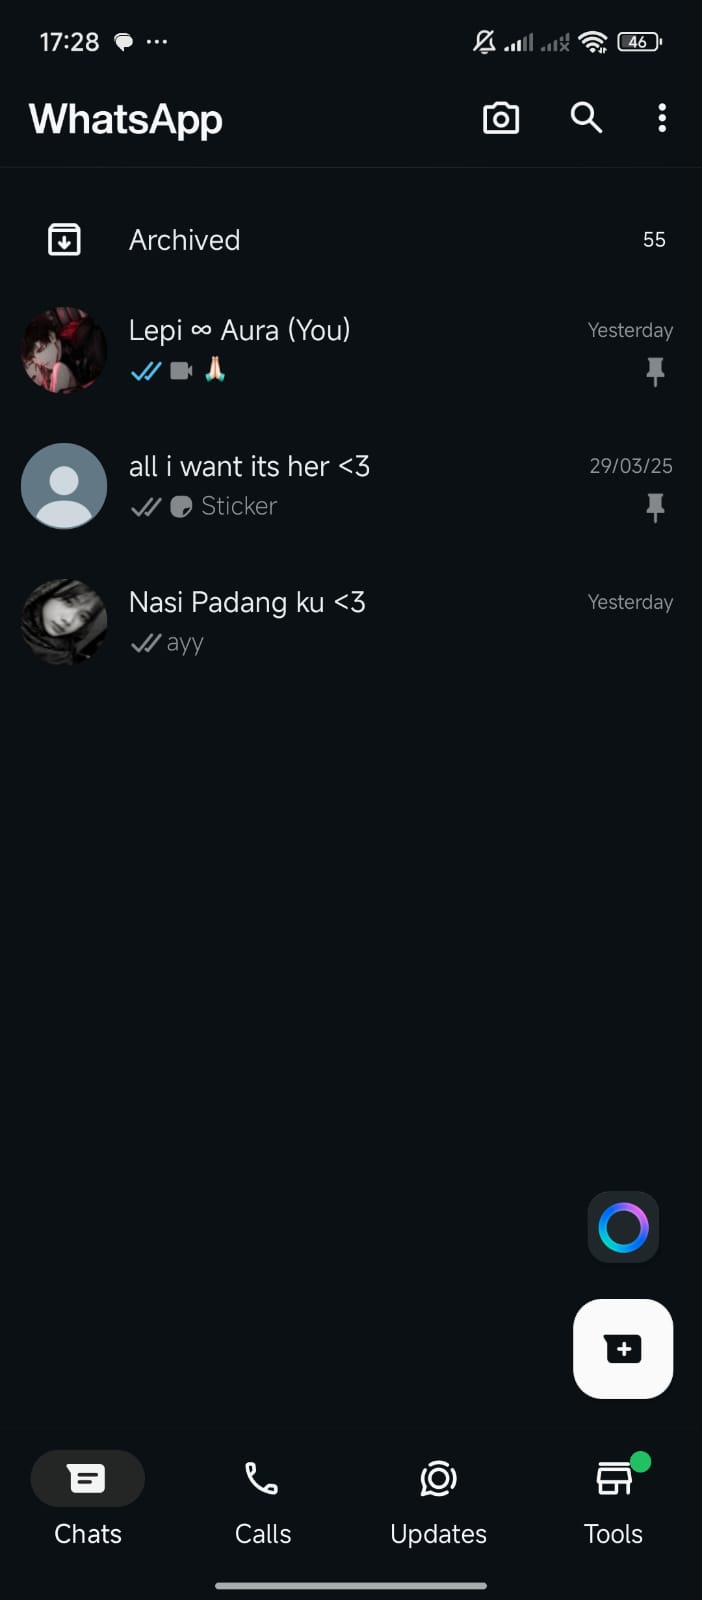 17:28
46
WhatsApp
Archived 55
Lepi ∞ Aura (You) Yesterday
🙏🏻
all i want its her <3 29/03/25
Sticker
Nasi Padang ku <3 Yesterday
ayy
Chats Calls Updates Tools